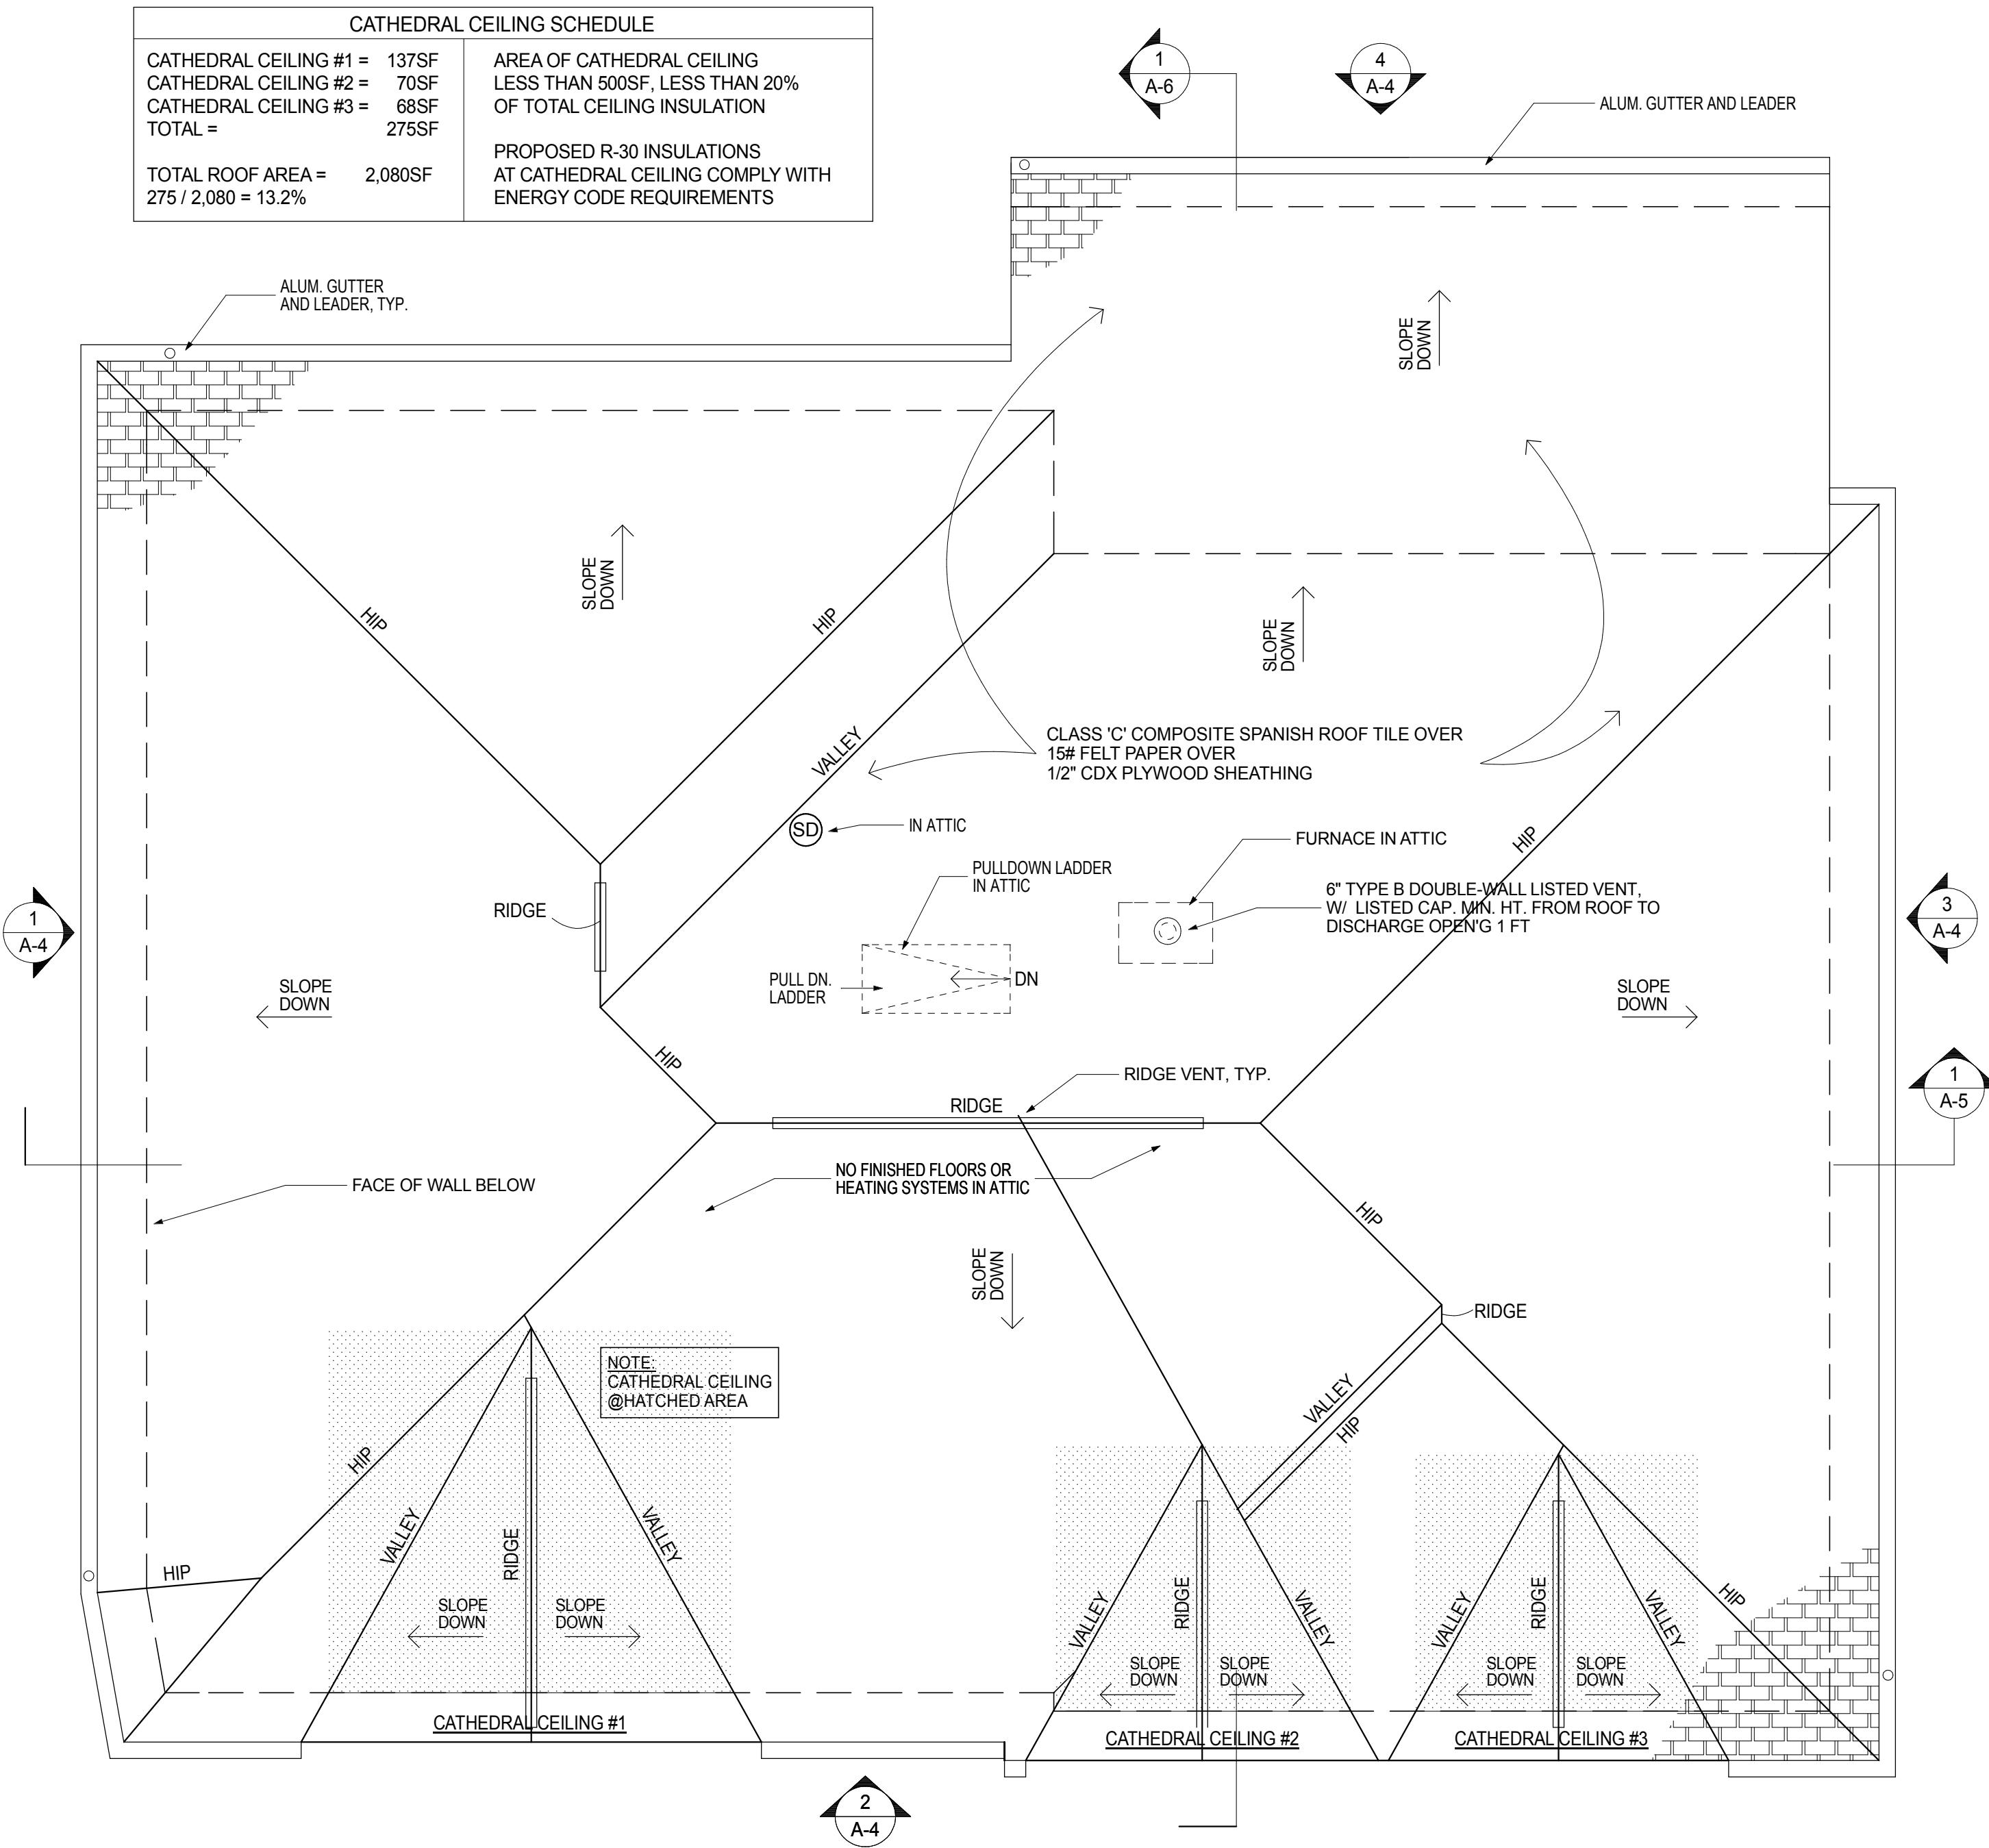 CATHEDRAL CEILING SCHEDULE
CATHEDRAL CEILING #1 = 137SF
CATHEDRAL CEILING #2 = 70SF
CATHEDRAL CEILING #3 = 68SF
TOTAL = 275SF
TOTAL ROOF AREA = 2,080SF
275 / 2,080 = 13.2%
AREA OF CATHEDRAL CEILING
LESS THAN 500SF, LESS THAN 20%
OF TOTAL CEILING INSULATION
PROPOSED R-30 INSULATIONS
AT CATHEDRAL CEILING COMPLY WITH
ENERGY CODE REQUIREMENTS
1
A-6
4
A-4
ALUM. GUTTER AND LEADER
ALUM. GUTTER
AND LEADER, TYP.
SLOPE
DOWN
SLOPE
DOWN
SLOPE
DOWN
HIP
HIP
VALLEY
CLASS 'C' COMPOSITE SPANISH ROOF TILE OVER
15# FELT PAPER OVER
1/2" CDX PLYWOOD SHEATHING
SD
IN ATTIC
FURNACE IN ATTIC
HIP
PULLDOWN LADDER
IN ATTIC
6" TYPE B DOUBLE-WALL LISTED VENT,
W/ LISTED CAP. MIN. HT. FROM ROOF TO
DISCHARGE OPEN'G 1 FT
1
A-4
RIDGE
3
A-4
PULL DN.
LADDER
DN
SLOPE
DOWN
SLOPE
DOWN
HIP
RIDGE VENT, TYP.
RIDGE
1
A-5
NO FINISHED FLOORS OR
HEATING SYSTEMS IN ATTIC
FACE OF WALL BELOW
HIP
SLOPE
DOWN
RIDGE
NOTE:
CATHEDRAL CEILING
@HATCHED AREA
VALLEY
HIP
HIP
VALLEY
RIDGE
VALLEY
HIP
VALLEY
RIDGE
VALLEY
VALLEY
RIDGE
VALLEY
HIP
SLOPE
DOWN
SLOPE
DOWN
SLOPE
DOWN
SLOPE
DOWN
SLOPE
DOWN
SLOPE
DOWN
CATHEDRAL CEILING #1
CATHEDRAL CEILING #2
CATHEDRAL CEILING #3
2
A-4